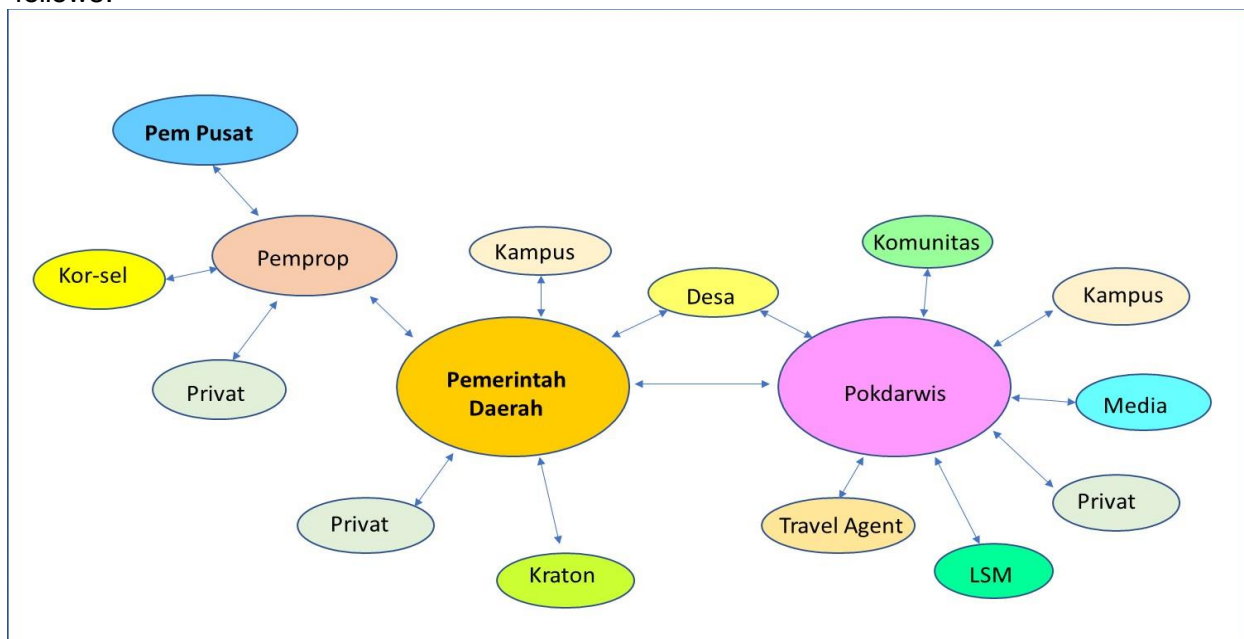 follows:
Pem Pusat
Pemprop
Kor-sel
Privat
Kampus
Desa
Komunitas
Kampus
Pemerintah
Daerah
Pokdarwis
Media
Privat
Travel Agent
Privat
LSM
Kraton